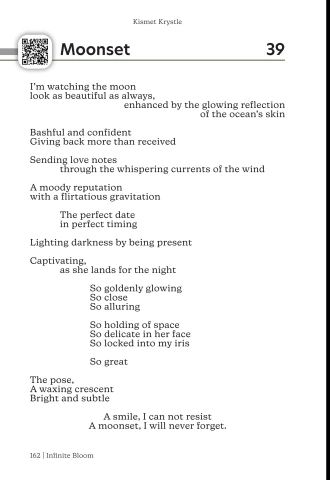 Kismet Krystle
Moonset 39
I'm watching the moon
look as beautiful as always,
enhanced by the glowing reflection
of the ocean's skin
Bashful and confident
Giving back more than received
Sending love notes
through the whispering currents of the wind
A moody reputation
with a flirtatious gravitation
The perfect date
in perfect timing
Lighting darkness by being present
Captivating,
as she lands for the night
So goldenly glowing
So close
So alluring
So holding of space
So delicate in her face
So locked into my iris
So great
The pose,
A waxing crescent
Bright and subtle
A smile, I can not resist
A moonset, I will never forget.
162 | Infinite Bloom